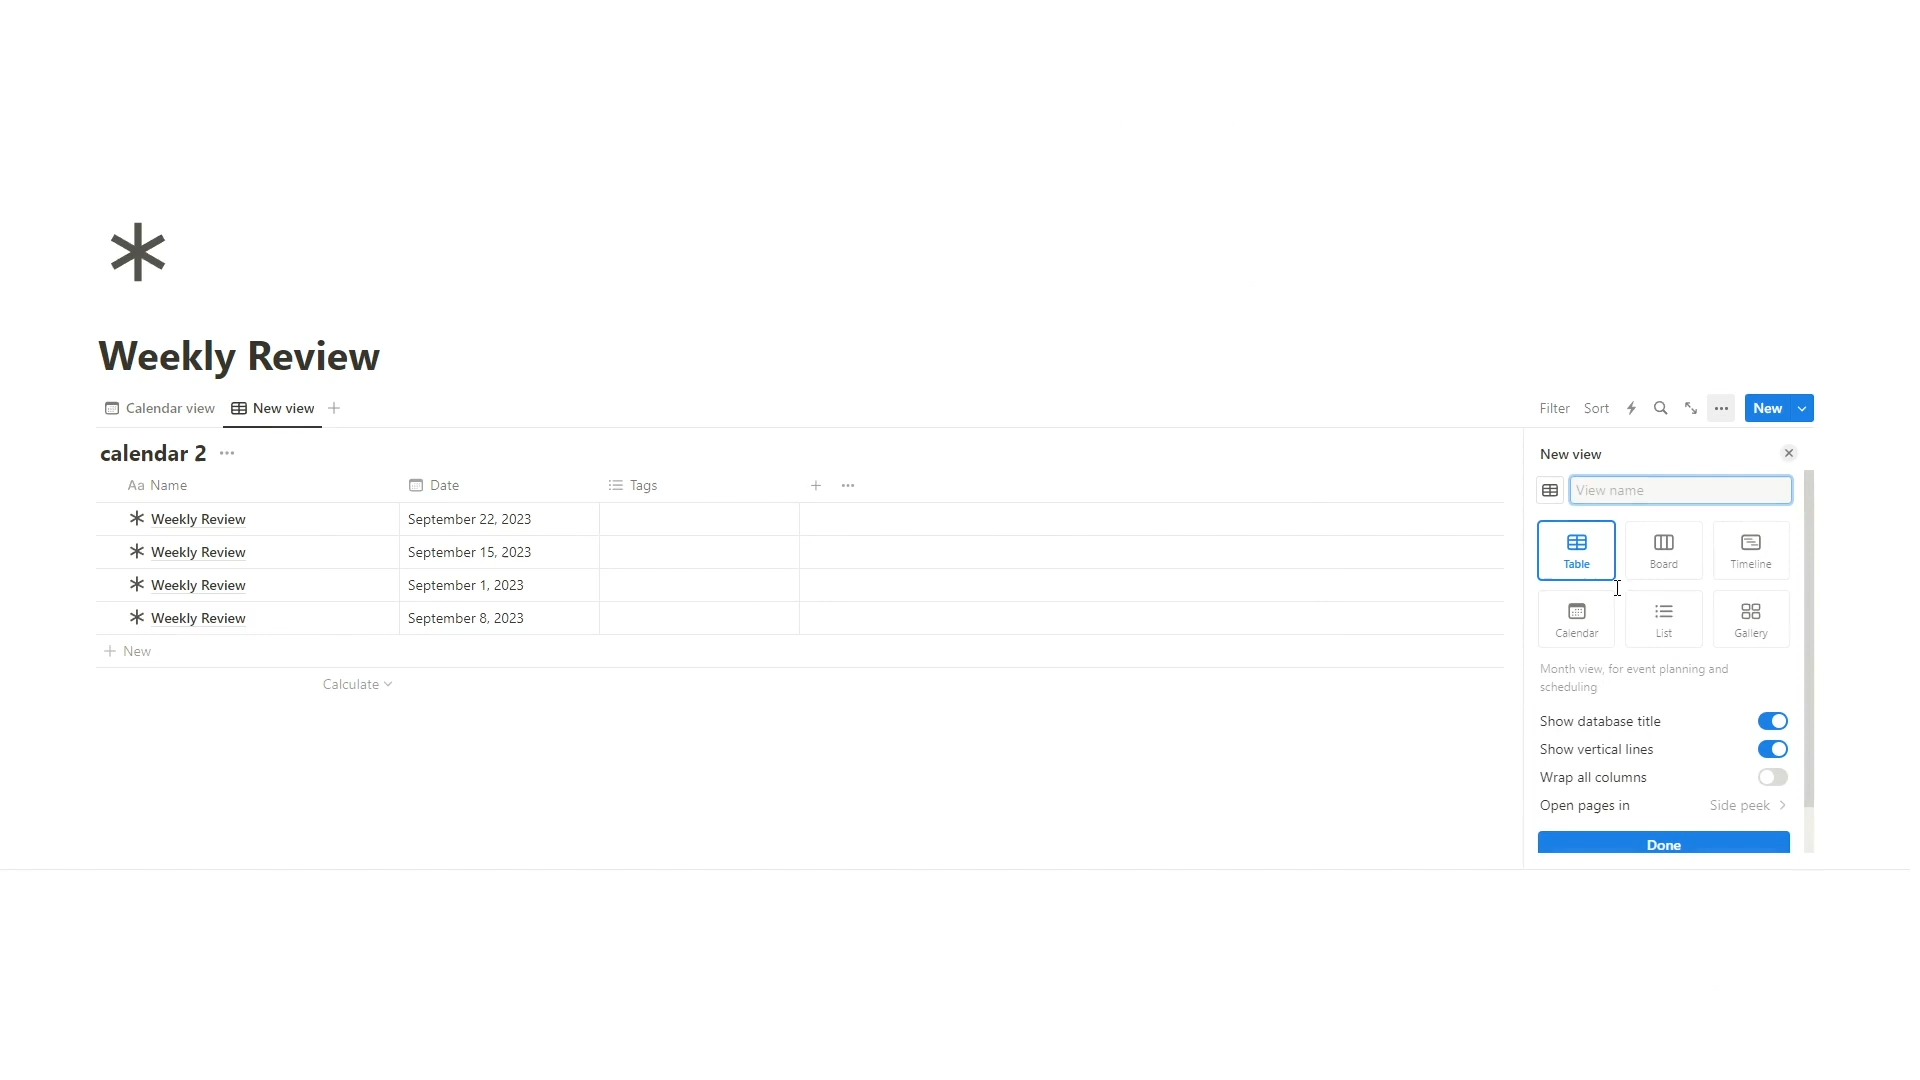 Weekly Review
Calendar view New view Filter Sort New
calendar 2
Aa Name Date Tags
Weekly Review September 22, 2023
Weekly Review September 15, 2023
Weekly Review September 1, 2023
Weekly Review September 8, 2023
New
Calculate
New view
View name
Table Board Timeline
Calendar List Gallery
Month view, for event planning and
scheduling
Show database title
Show vertical lines
Wrap all columns
Open pages in Side peek
Done